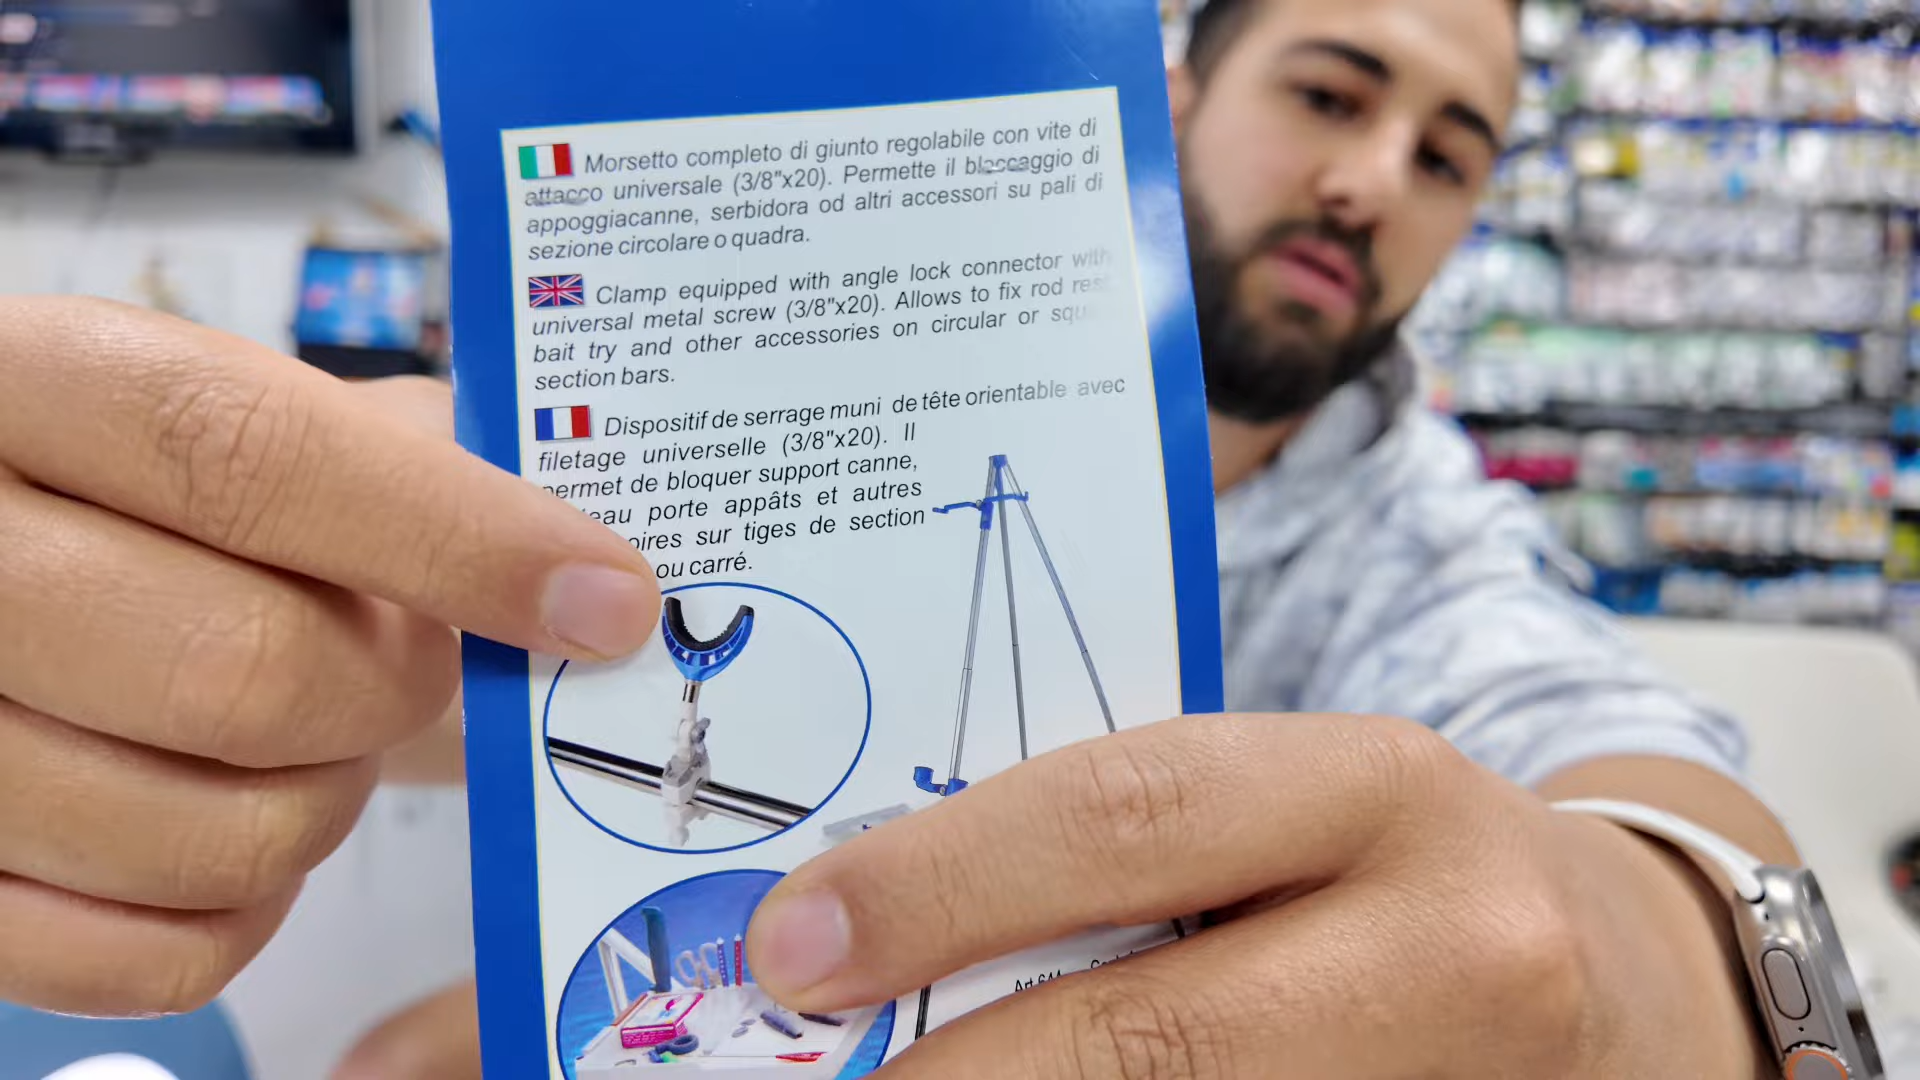 Morsetto completo di giunto regolabile con vite di
attacco universale (3/8"x20). Permette il blaccaggio di
appoggiacanne, serbidora od altri accessori su pali di
sezione circolare o quadra.
Clamp equipped with angle lock connector with
universal metal screw (3/8"x20). Allows to fix rod
bait try and other accessories on circular or
section bars.
Dispositif de serrage muni de tête orientable avec
filetage universelle (3/8"x20). Il
permet de bloquer support canne,
porte appâts et autres
sur tiges de section
ou carré.
Art